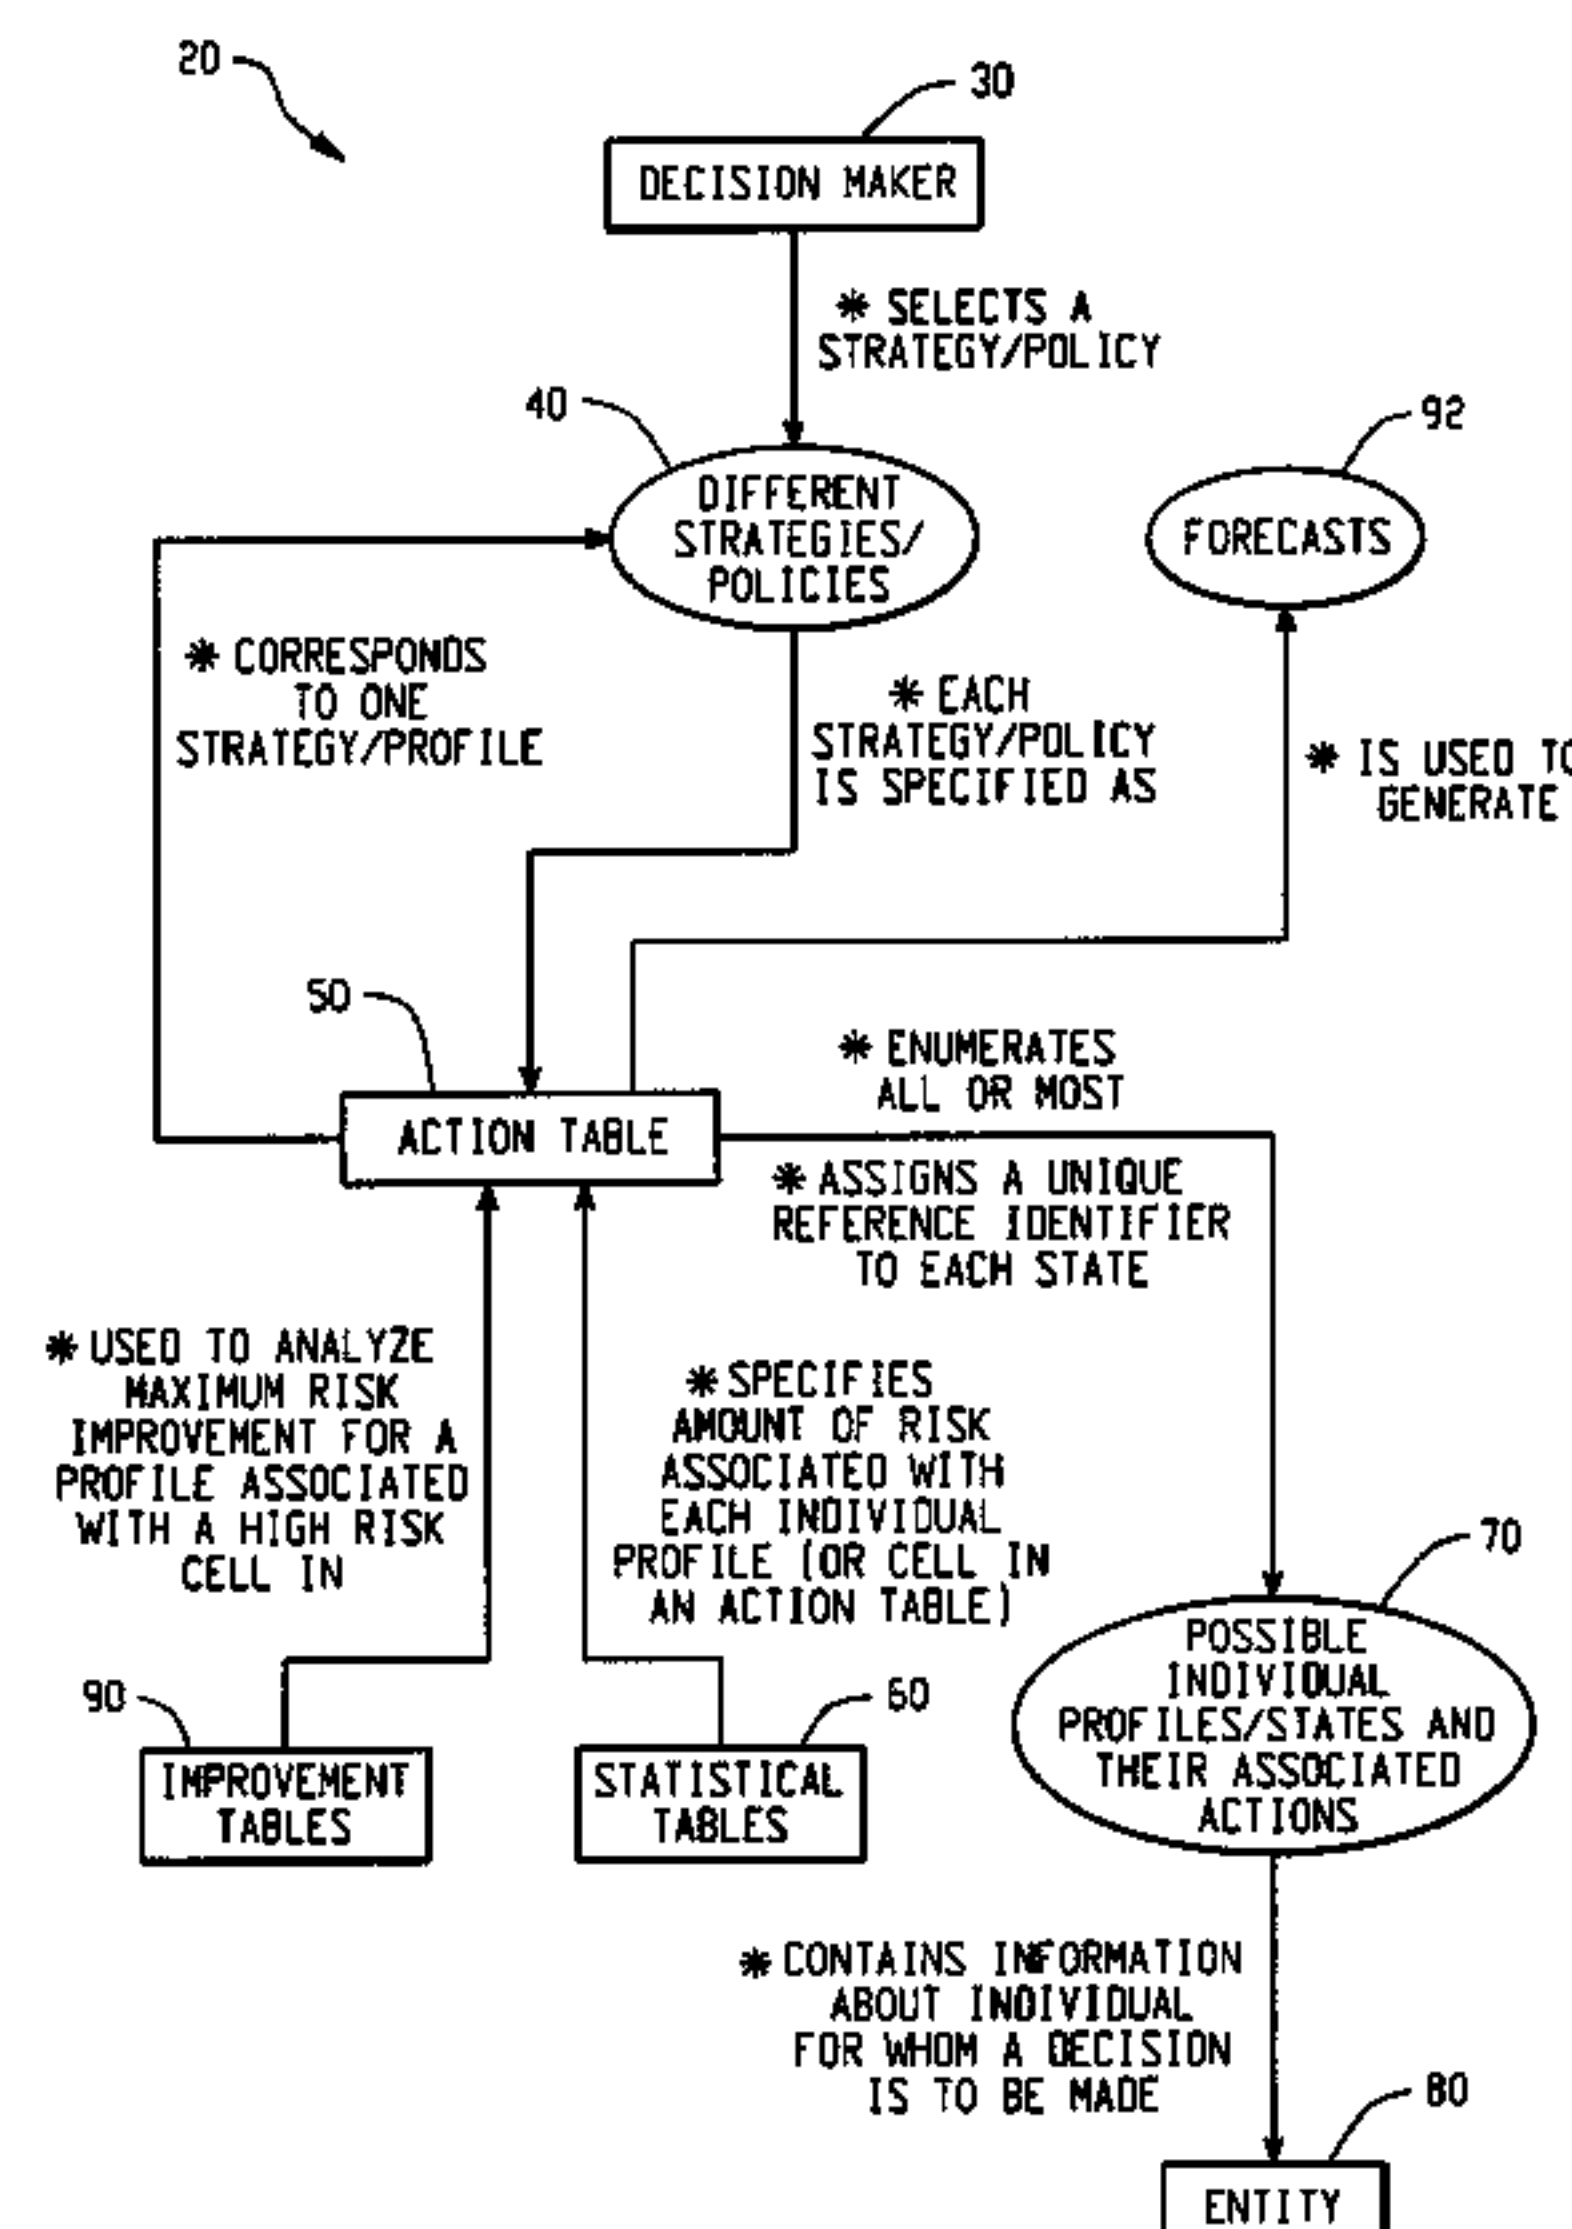 20
30
DECISION MAKER
* SELECTS A
STRATEGY/POLICY
40
92
DIFFERENT
STRATEGIES/
POLICIES
FORECASTS
* CORRESPONDS
TO ONE
STRATEGY/PROFILE
* EACH
STRATEGY/POLICY
IS SPECIFIED AS
* IS USED TO
GENERATE
50
* ENUMERATES
ALL OR MOST
ACTION TABLE
* ASSIGNS A UNIQUE
REFERENCE IDENTIFIER
TO EACH STATE
* USED TO ANALYZE
MAXIMUM RISK
IMPROVEMENT FOR A
PROFILE ASSOCIATED
WITH A HIGH RISK
CELL IN
* SPECIFIES
AMOUNT OF RISK
ASSOCIATED WITH
EACH INDIVIDUAL
PROFILE (OR CELL IN
AN ACTION TABLE)
70
POSSIBLE
INDIVIDUAL
PROFILES/STATES AND
THEIR ASSOCIATED
ACTIONS
90
60
IMPROVEMENT
TABLES
STATISTICAL
TABLES
* CONTAINS INFORMATION
ABOUT INDIVIDUAL
FOR WHOM A DECISION
IS TO BE MADE
80
ENTITY